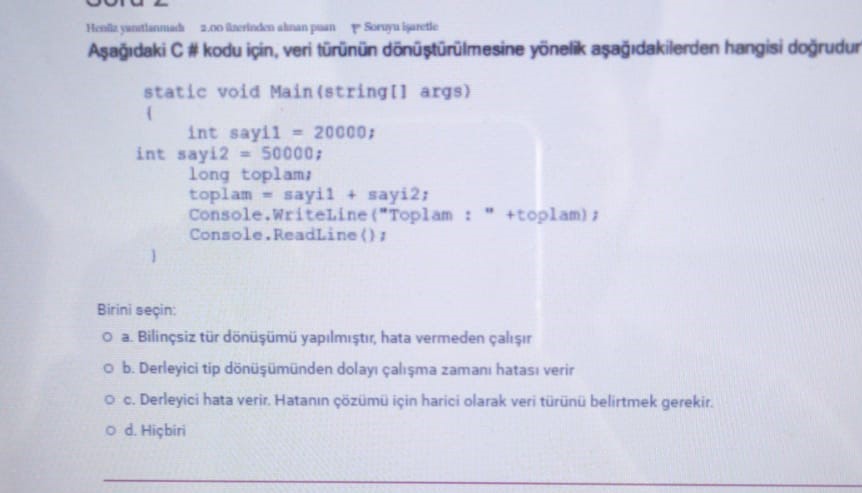 Henüz yanıtlanmadı 2.00 üzerinden alınan puan Soruyu işaretle
Aşağıdaki C # kodu için, veri türünün dönüştürülmesine yönelik aşağıdakilerden hangisi doğrudur
static void Main(string[] args)
{
int sayi1 = 20000;
int sayi2 = 50000;
long toplam;
toplam = sayi1 + sayi2;
Console.WriteLine("Toplam : " +toplam);
Console.ReadLine();
}
Birini seçin:
a. Bilinçsiz tür dönüşümü yapılmıştır, hata vermeden çalışır
b. Derleyici tip dönüşümünden dolayı çalışma zamanı hatası verir
c. Derleyici hata verir. Hatanın çözümü için harici olarak veri türünü belirtmek gerekir.
d. Hiçbiri